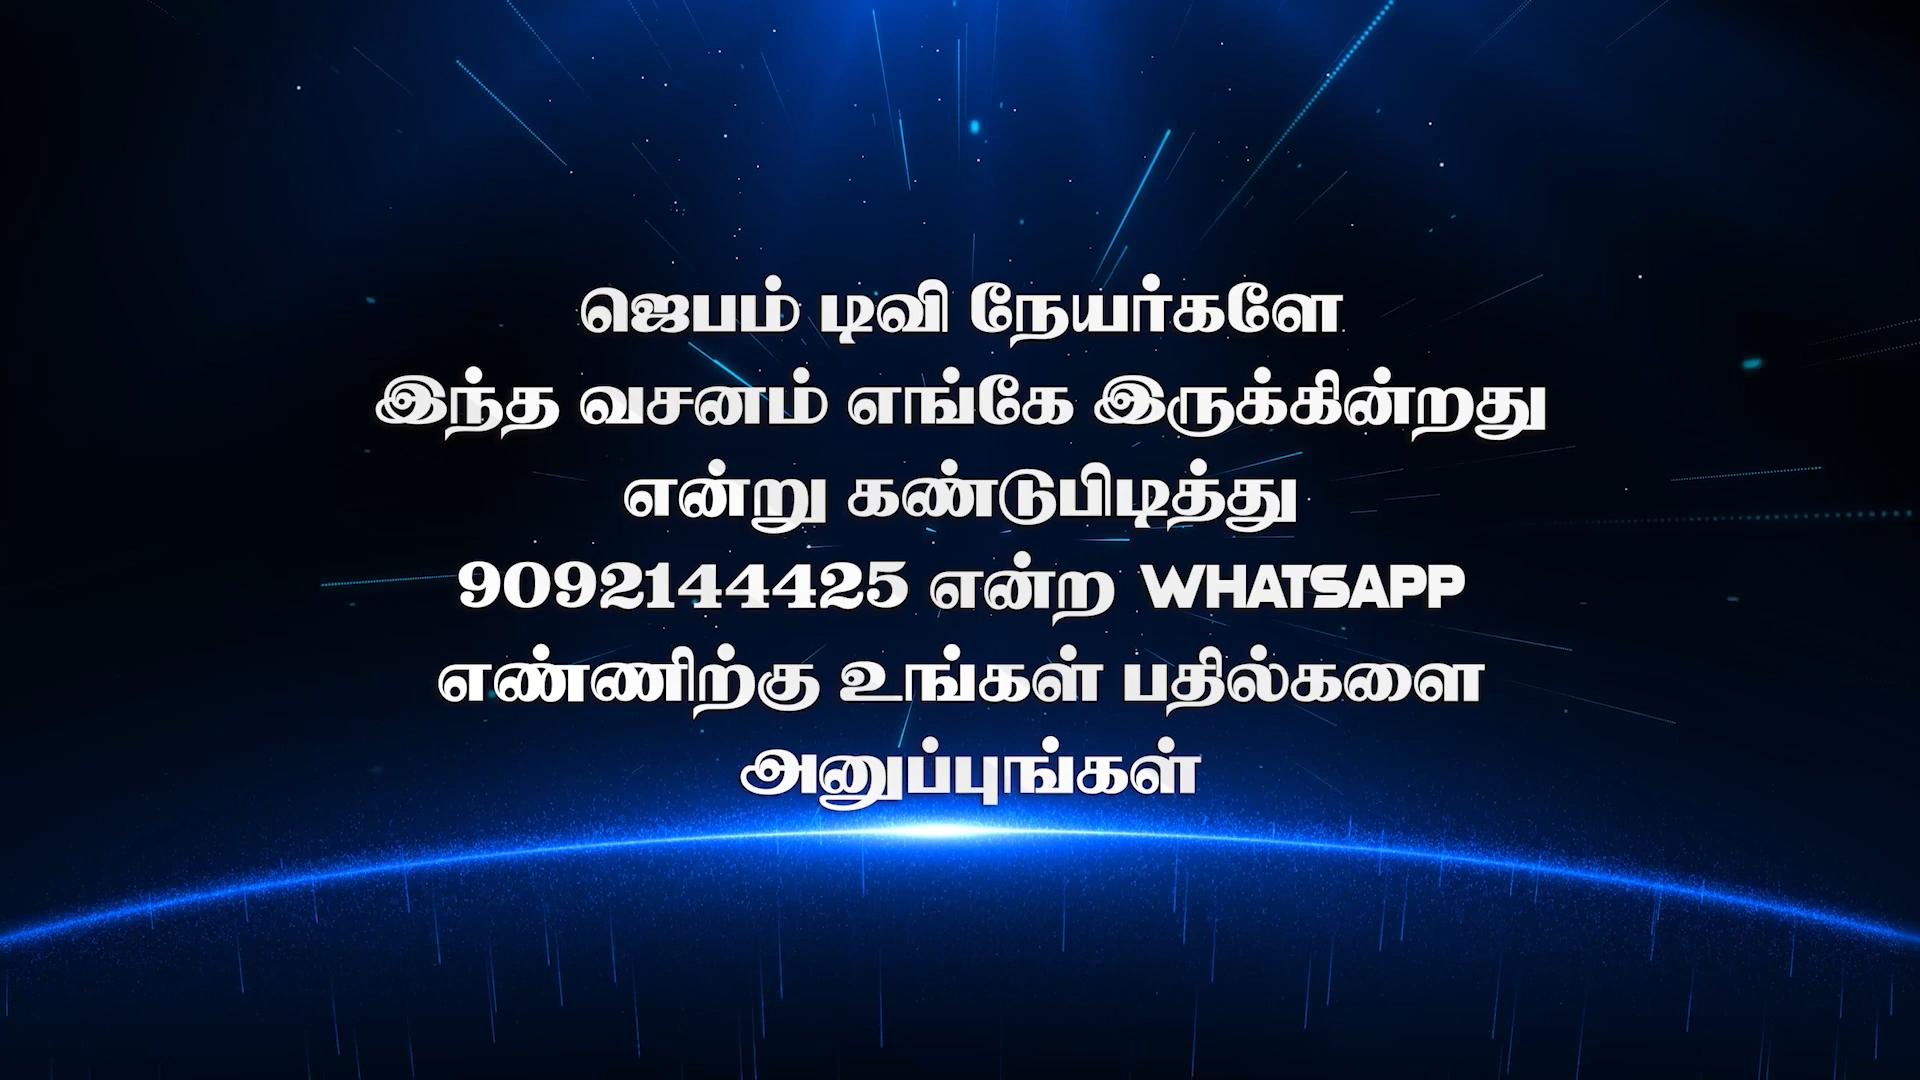 ஜெபம் டிவி நேயர்களே
இந்த வசனம் எங்கே இருக்கின்றது
என்று கண்டுபிடித்து
9092144425 என்ற WHATSAPP
எண்ணிற்கு உங்கள் பதில்களை
அனுப்புங்கள்